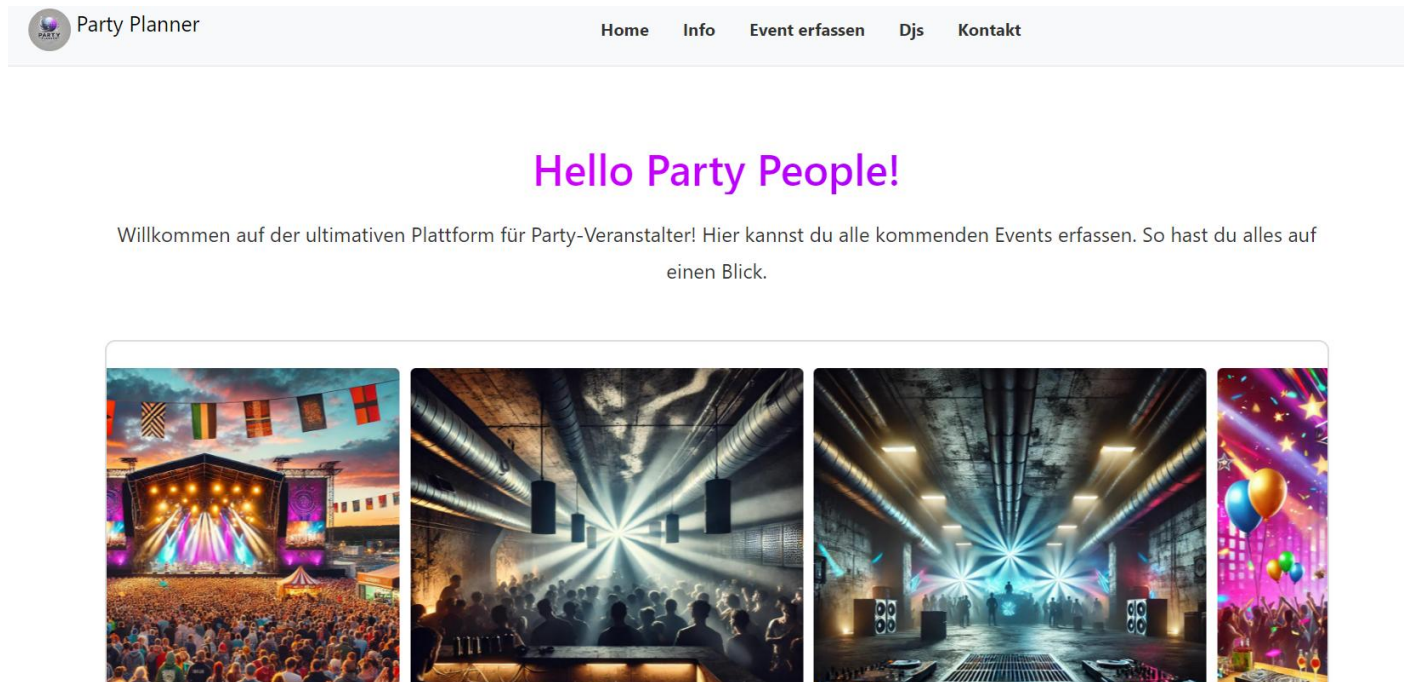 PARTY
Party Planner
Home Info Event erfassen Djs Kontakt
Hello Party People!
Willkommen auf der ultimativen Plattform für Party-Veranstalter! Hier kannst du alle kommenden Events erfassen. So hast du alles auf
einen Blick.